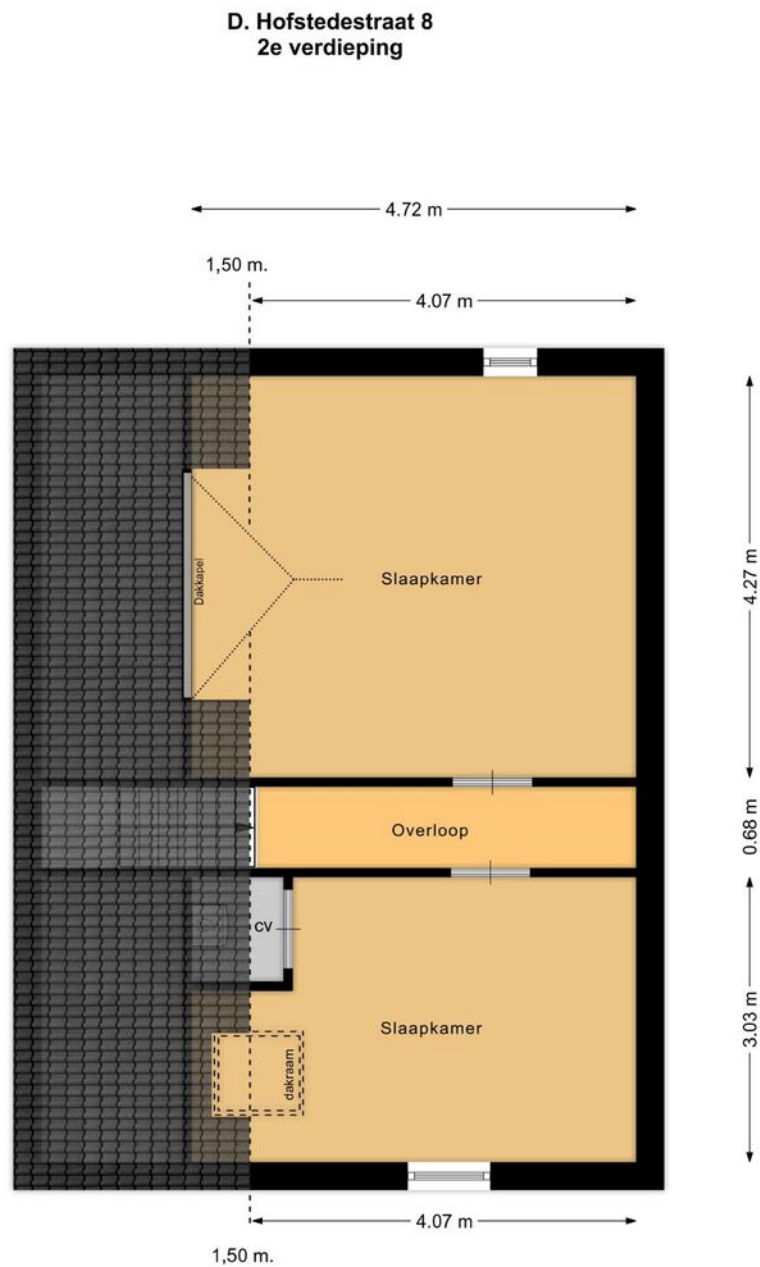 D. Hofstedestraat 8
2e verdieping
4.72 m
1,50 m.
4.07 m
4.27 m
Dakkapel
Slaapkamer
Overloop
0.68 m
CV
Slaapkamer
3.03 m
dakraam
4.07 m
1,50 m.